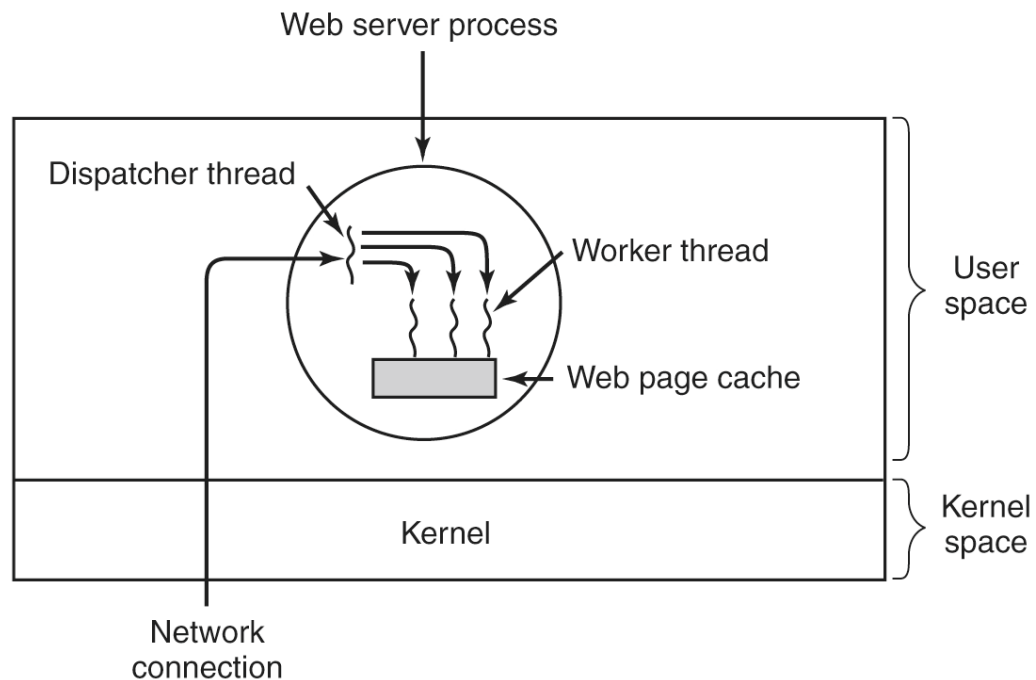 Web server process
Dispatcher thread
Worker thread
User
space
Web page cache
Kernel
Kernel
space
Network
connection